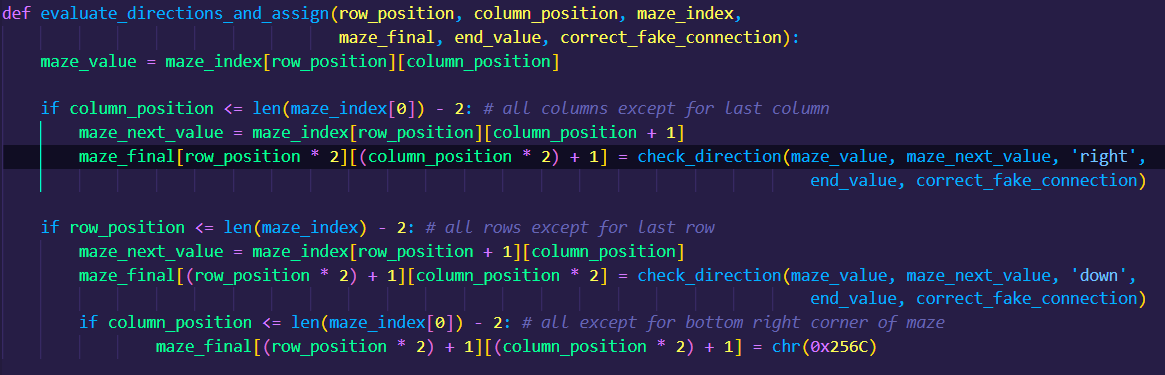 def evaluate_directions_and_assign(row_position, column_position, maze_index,
                                   maze_final, end_value, correct_fake_connection):
    maze_value = maze_index[row_position][column_position]

    if column_position <= len(maze_index[0]) - 2: # all columns except for last column
        maze_next_value = maze_index[row_position][column_position + 1]
        maze_final[row_position * 2][(column_position * 2) + 1] = check_direction(maze_value, maze_next_value, 'right',
                                                                                    end_value, correct_fake_connection)

    if row_position <= len(maze_index) - 2: # all rows except for last row
        maze_next_value = maze_index[row_position + 1][column_position]
        maze_final[(row_position * 2) + 1][column_position * 2] = check_direction(maze_value, maze_next_value, 'down',
                                                                                    end_value, correct_fake_connection)
        if column_position <= len(maze_index[0]) - 2: # all except for bottom right corner of maze
                maze_final[(row_position * 2) + 1][(column_position * 2) + 1] = chr(0x256C)